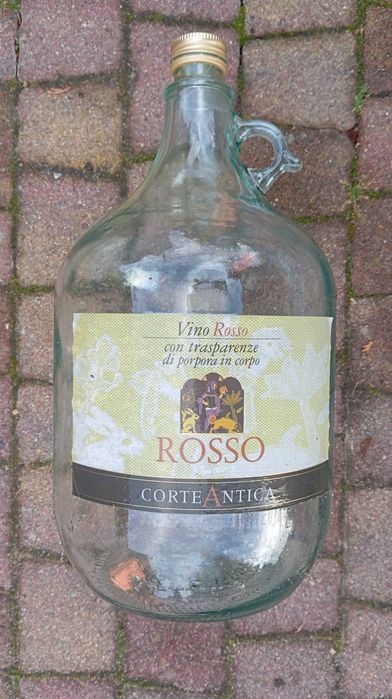 Vino Rosso
con trasparenze
di porpora in corpo
ROSSO
CORTEANTICA